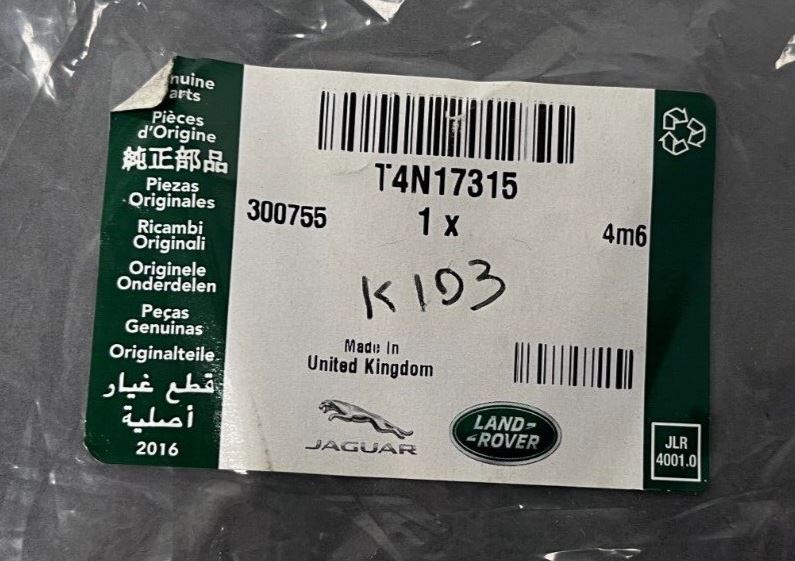 nuine
arts
Pièces
d'Origine
純正部品
Piezas
Originales
Ricambi
Originali
Originele
Onderdelen
Peças
Genuinas
Originalteile
قطع غيار
أصلية
2016
T4N17315
300755
1 x
4m6
K103
Made In
United Kingdom
JAGUAR
LAND-
-ROVER
JLR
4001.0